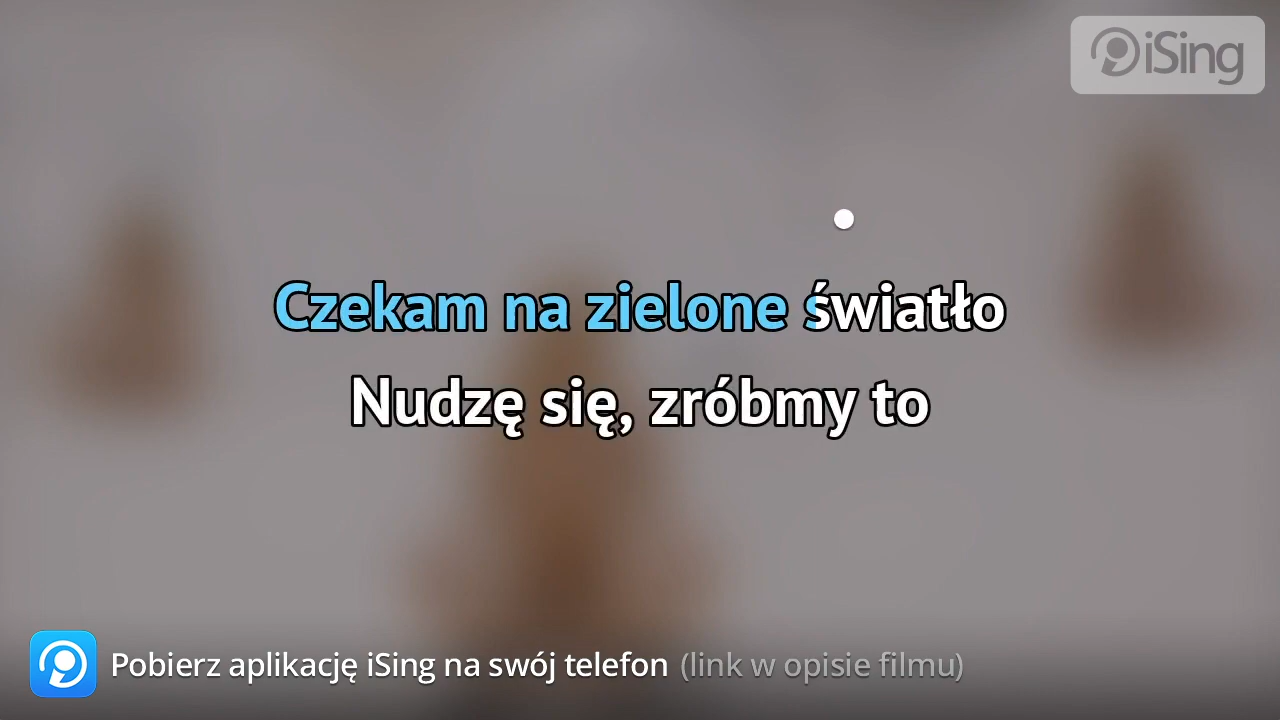 iSing
Czekam na zielone światło
Nudzę się, zróbmy to
Pobierz aplikację iSing na swój telefon (link w opisie filmu)